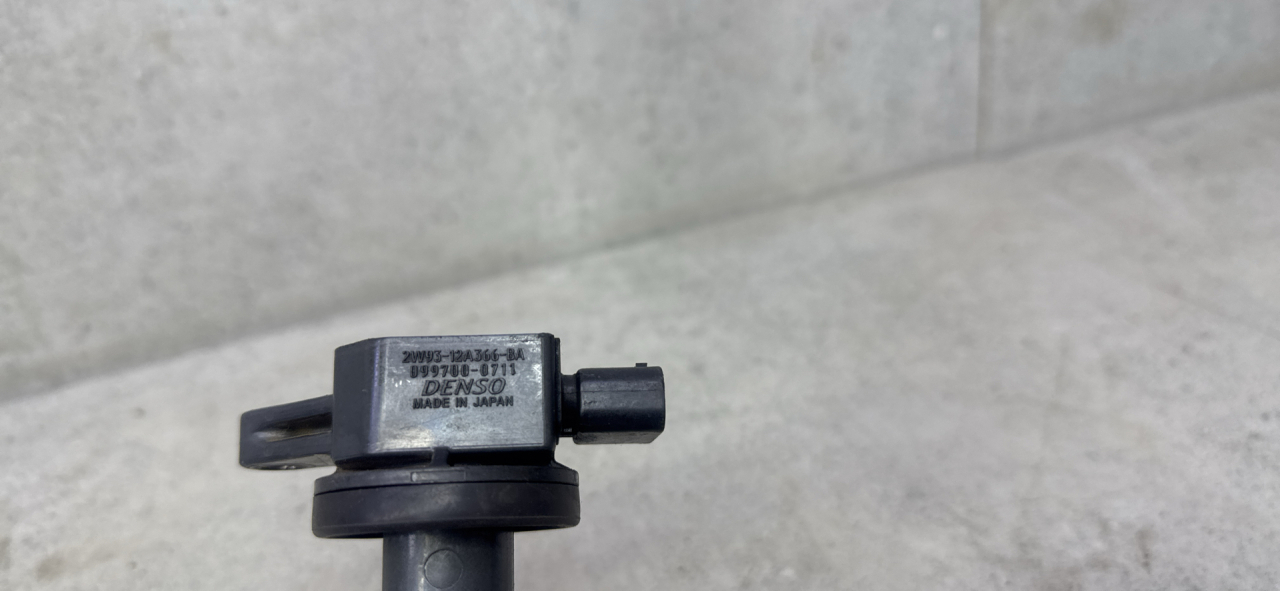 2W93-12A366-BA
099700-0711
DENSO
MADE IN JAPAN